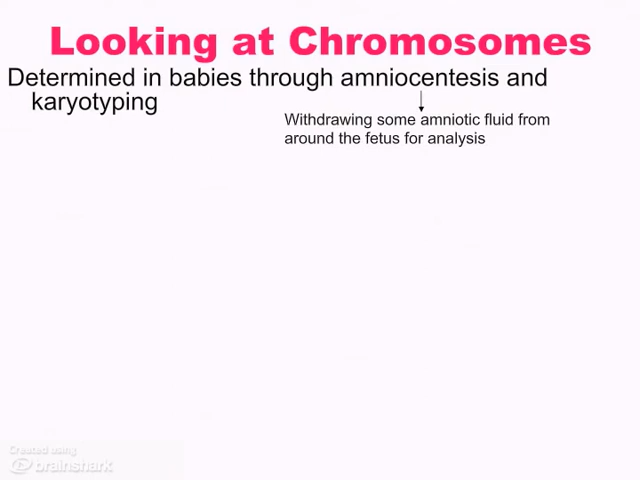 Looking at Chromosomes
Determined in babies through amniocentesis and
karyotyping
Withdrawing some amniotic fluid from
around the fetus for analysis
Created using
brainshark